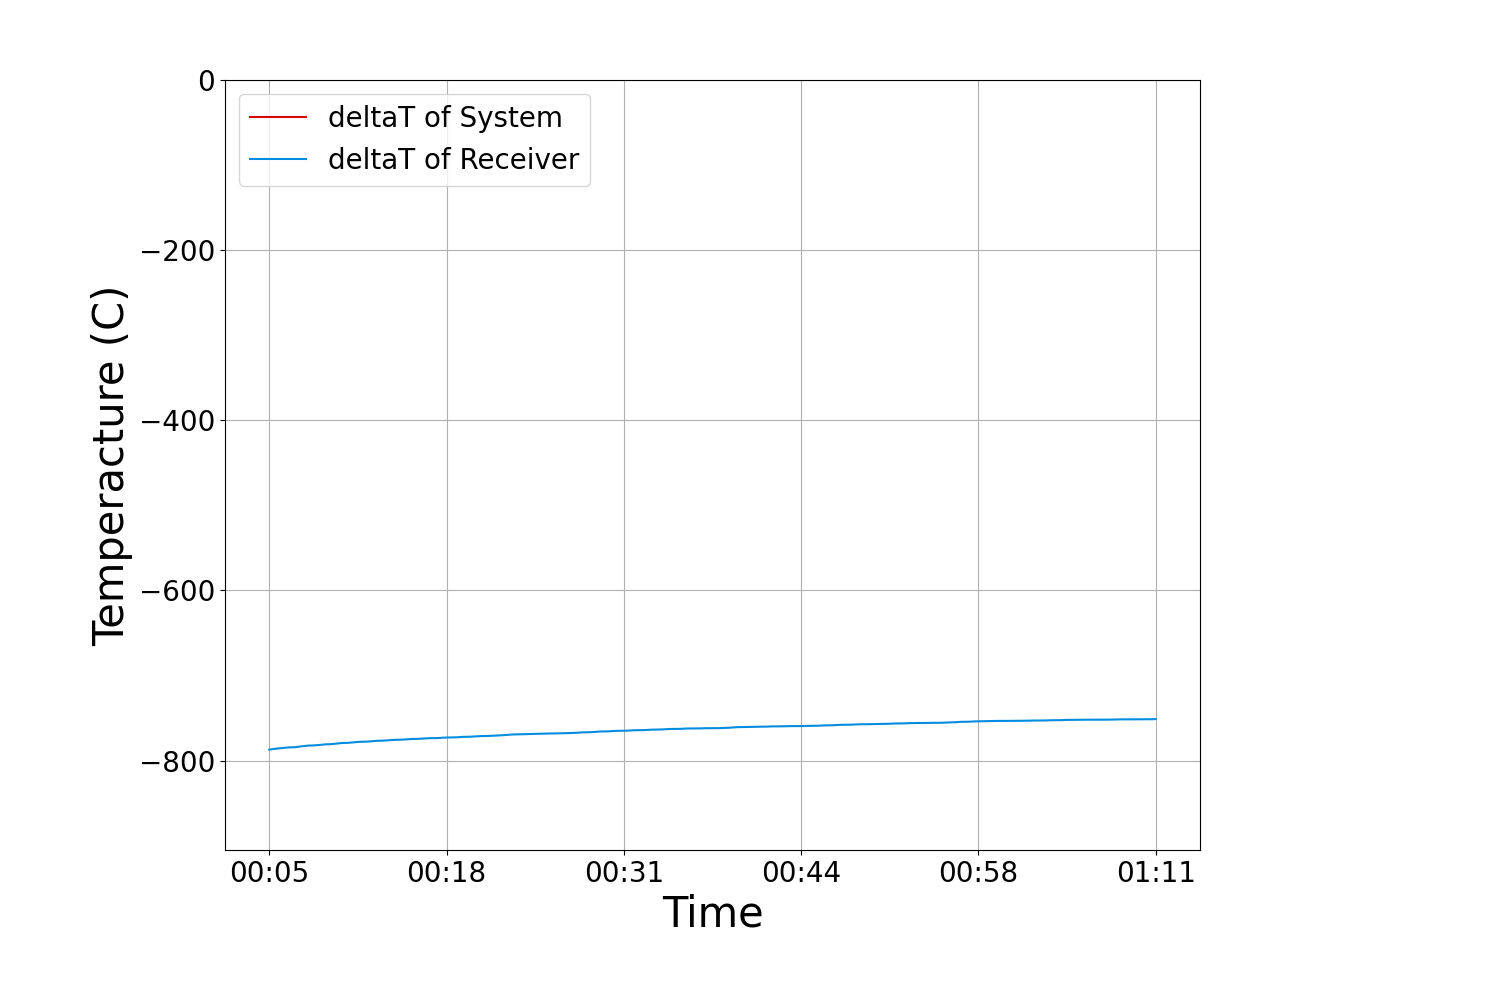 0
deltaT of System
deltaT of Receiver
−200
−400
−600
−800
Temperacture (C)
00:05 00:18 00:31 00:44 00:58 01:11
Time